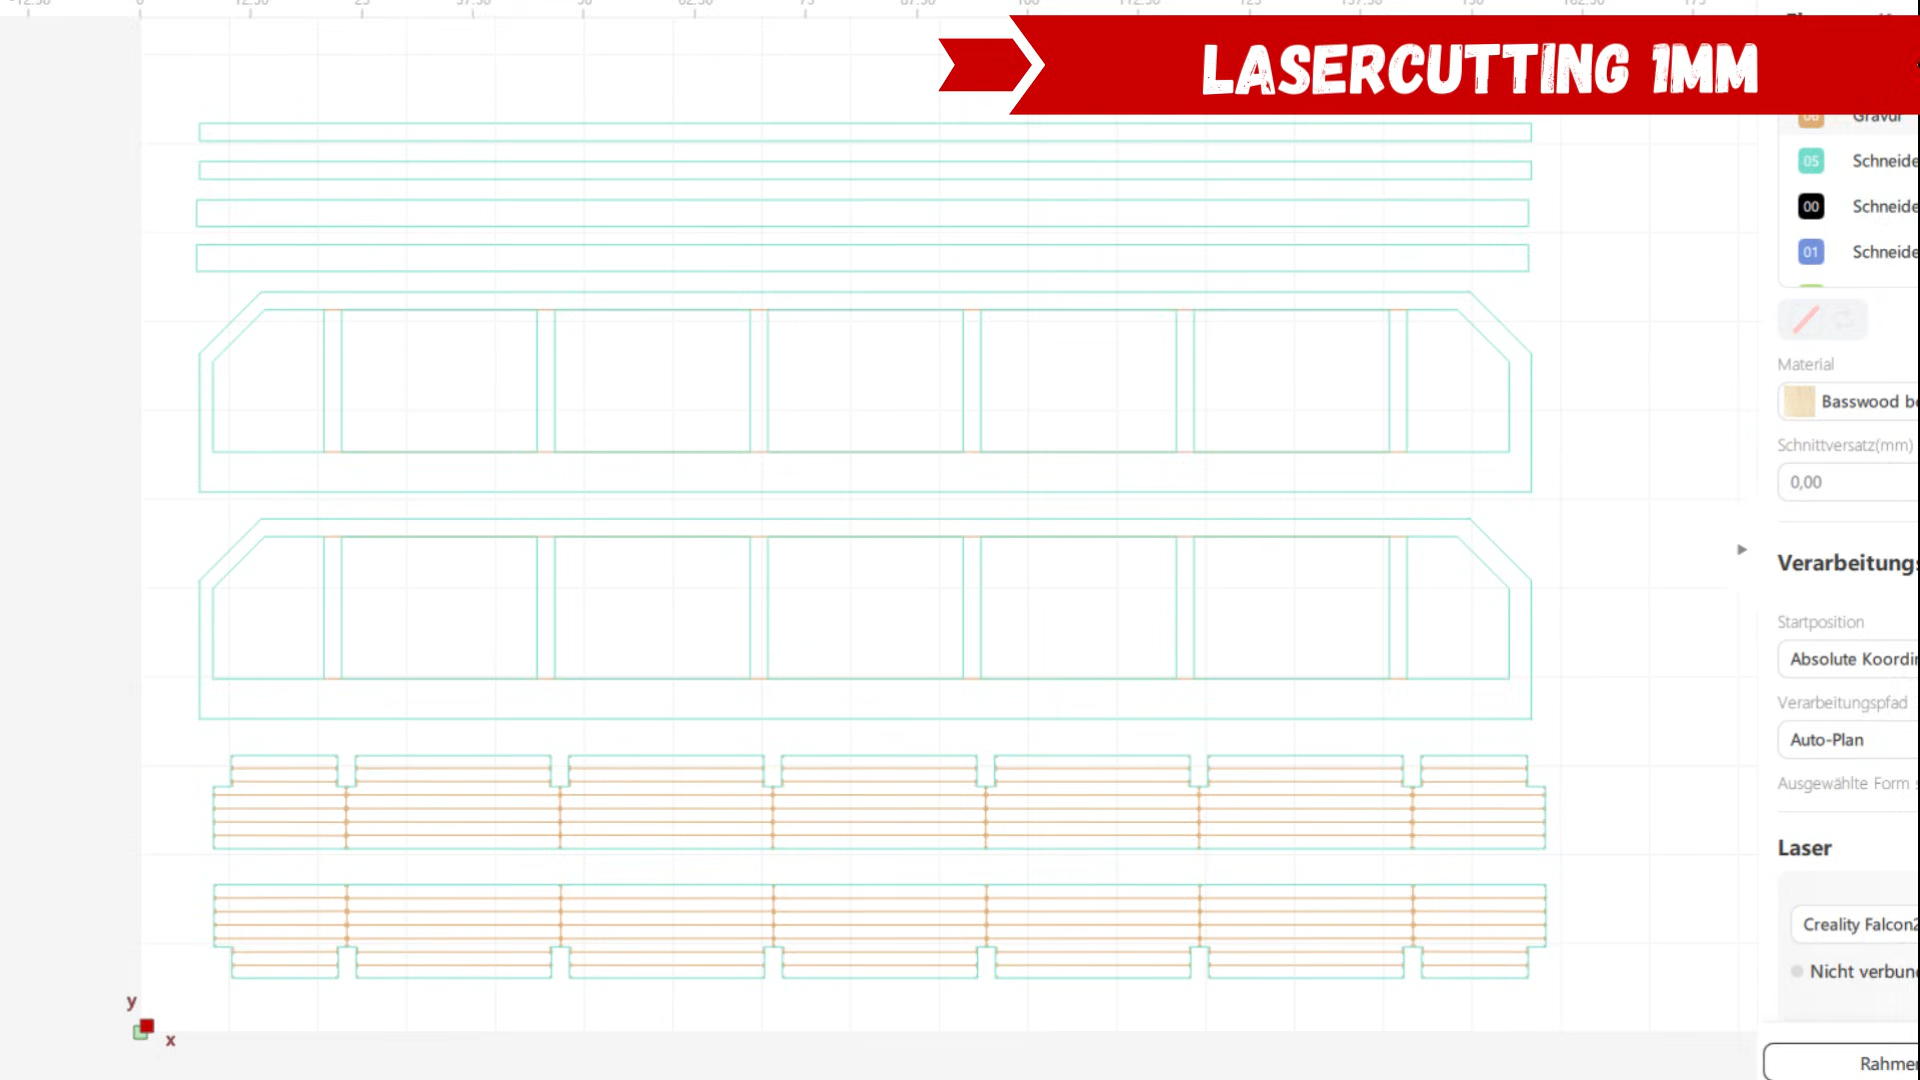 LASERCUTTING 1MM
05 Schneide
00 Schneide
01 Schneide
Material
Basswood b
Schnittversatz(mm)
0,00
Verarbeitung
Startposition
Absolute Koordi
Verarbeitungspfad
Auto-Plan
Ausgewählte Form
Laser
Creality Falcon2
Nicht verbun
y
x
Rahme